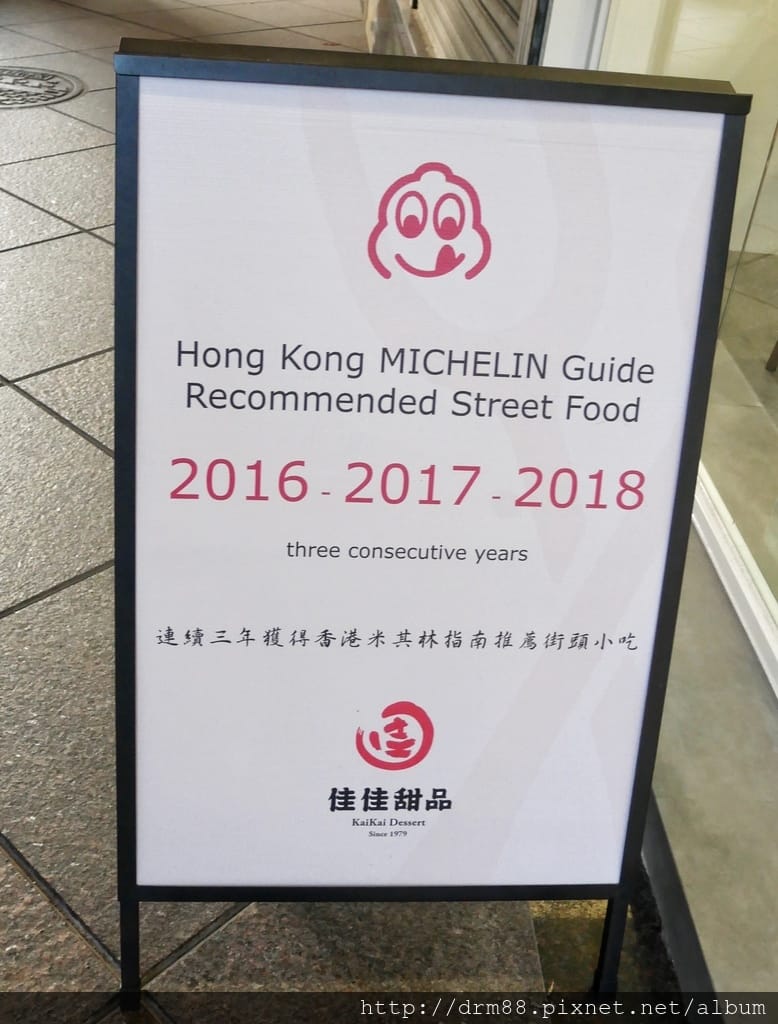 Hong Kong MICHELIN Guide
Recommended Street Food
2016 - 2017 - 2018
three consecutive years
連續三年獲得香港米其林指南推薦街頭小吃
佳
佳佳甜品
KaiKai Dessert
Since 1979
http://drm88.pixnet.net/album